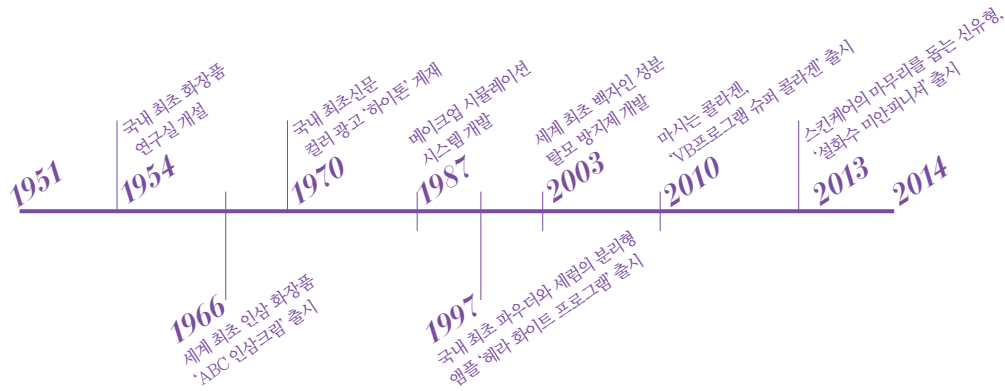 1951
국내 최초 화장품
연구실 개설
1954
1966
세계 최초 인삼 화장품
‘ABC 인삼크림’ 출시
국내 최초신문
컬러 광고 ‘하이톤’ 게재
1970
메이크업 시뮬레이션
시스템 개발
1987
1997
국내 최초 파우더와 세럼의 분리형
앰플 ‘헤라 화이트 프로그램’ 출시
세계 최초 백자인 성분
탈모 방지제 개발
2003
마시는 콜라겐,
‘VB프로그램 슈퍼 콜라겐’ 출시
2010
스킨케어의 마무리를 돕는 신유형,
‘설화수 미안피니셔’ 출시
2013
2014